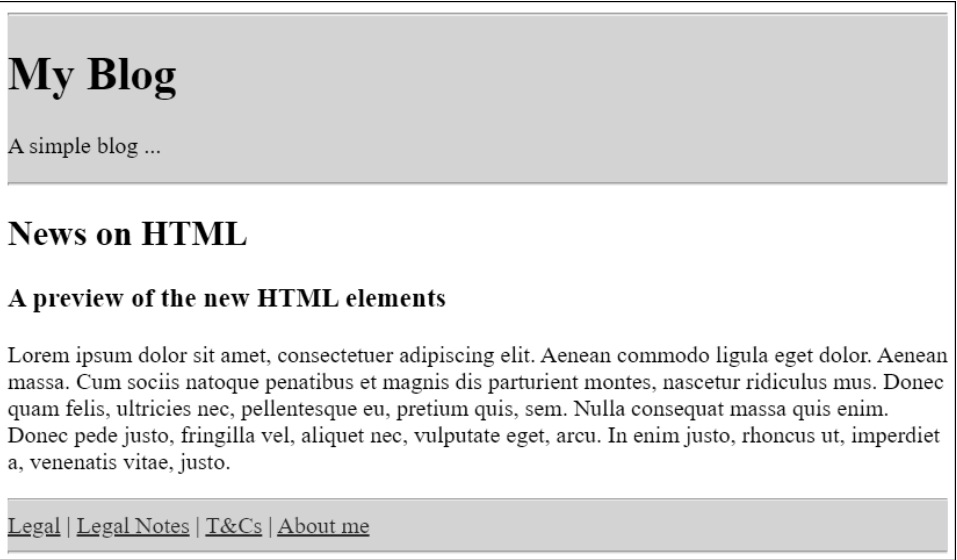 My Blog
A simple blog ...
News on HTML
A preview of the new HTML elements
Lorem ipsum dolor sit amet, consectetuer adipiscing elit. Aenean commodo ligula eget dolor. Aenean
massa. Cum sociis natoque penatibus et magnis dis parturient montes, nascetur ridiculus mus. Donec
quam felis, ultricies nec, pellentesque eu, pretium quis, sem. Nulla consequat massa quis enim.
Donec pede justo, fringilla vel, aliquet nec, vulputate eget, arcu. In enim justo, rhoncus ut, imperdiet
a, venenatis vitae, justo.
Legal | Legal Notes | T&Cs | About me